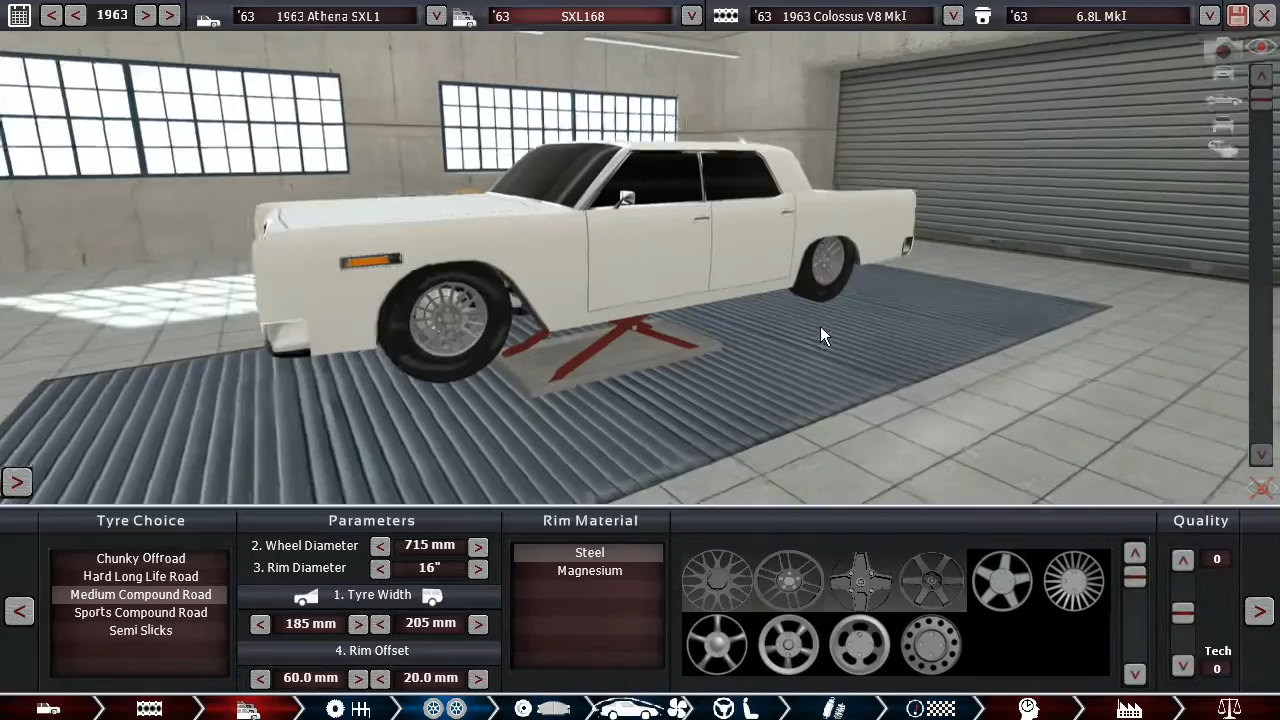 1963
'63 1963 Athena SXL1
'63 SXL168
'63 1963 Colossus V8 MkI
'63 6.8L MkI
Tyre Choice
Chunky Offroad
Hard Long Life Road
Medium Compound Road
Sports Compound Road
Semi Slicks
Parameters
2. Wheel Diameter 715 mm
3. Rim Diameter 16"
1. Tyre Width
185 mm 205 mm
4. Rim Offset
60.0 mm 20.0 mm
Rim Material
Steel
Magnesium
Quality
0
Tech
0